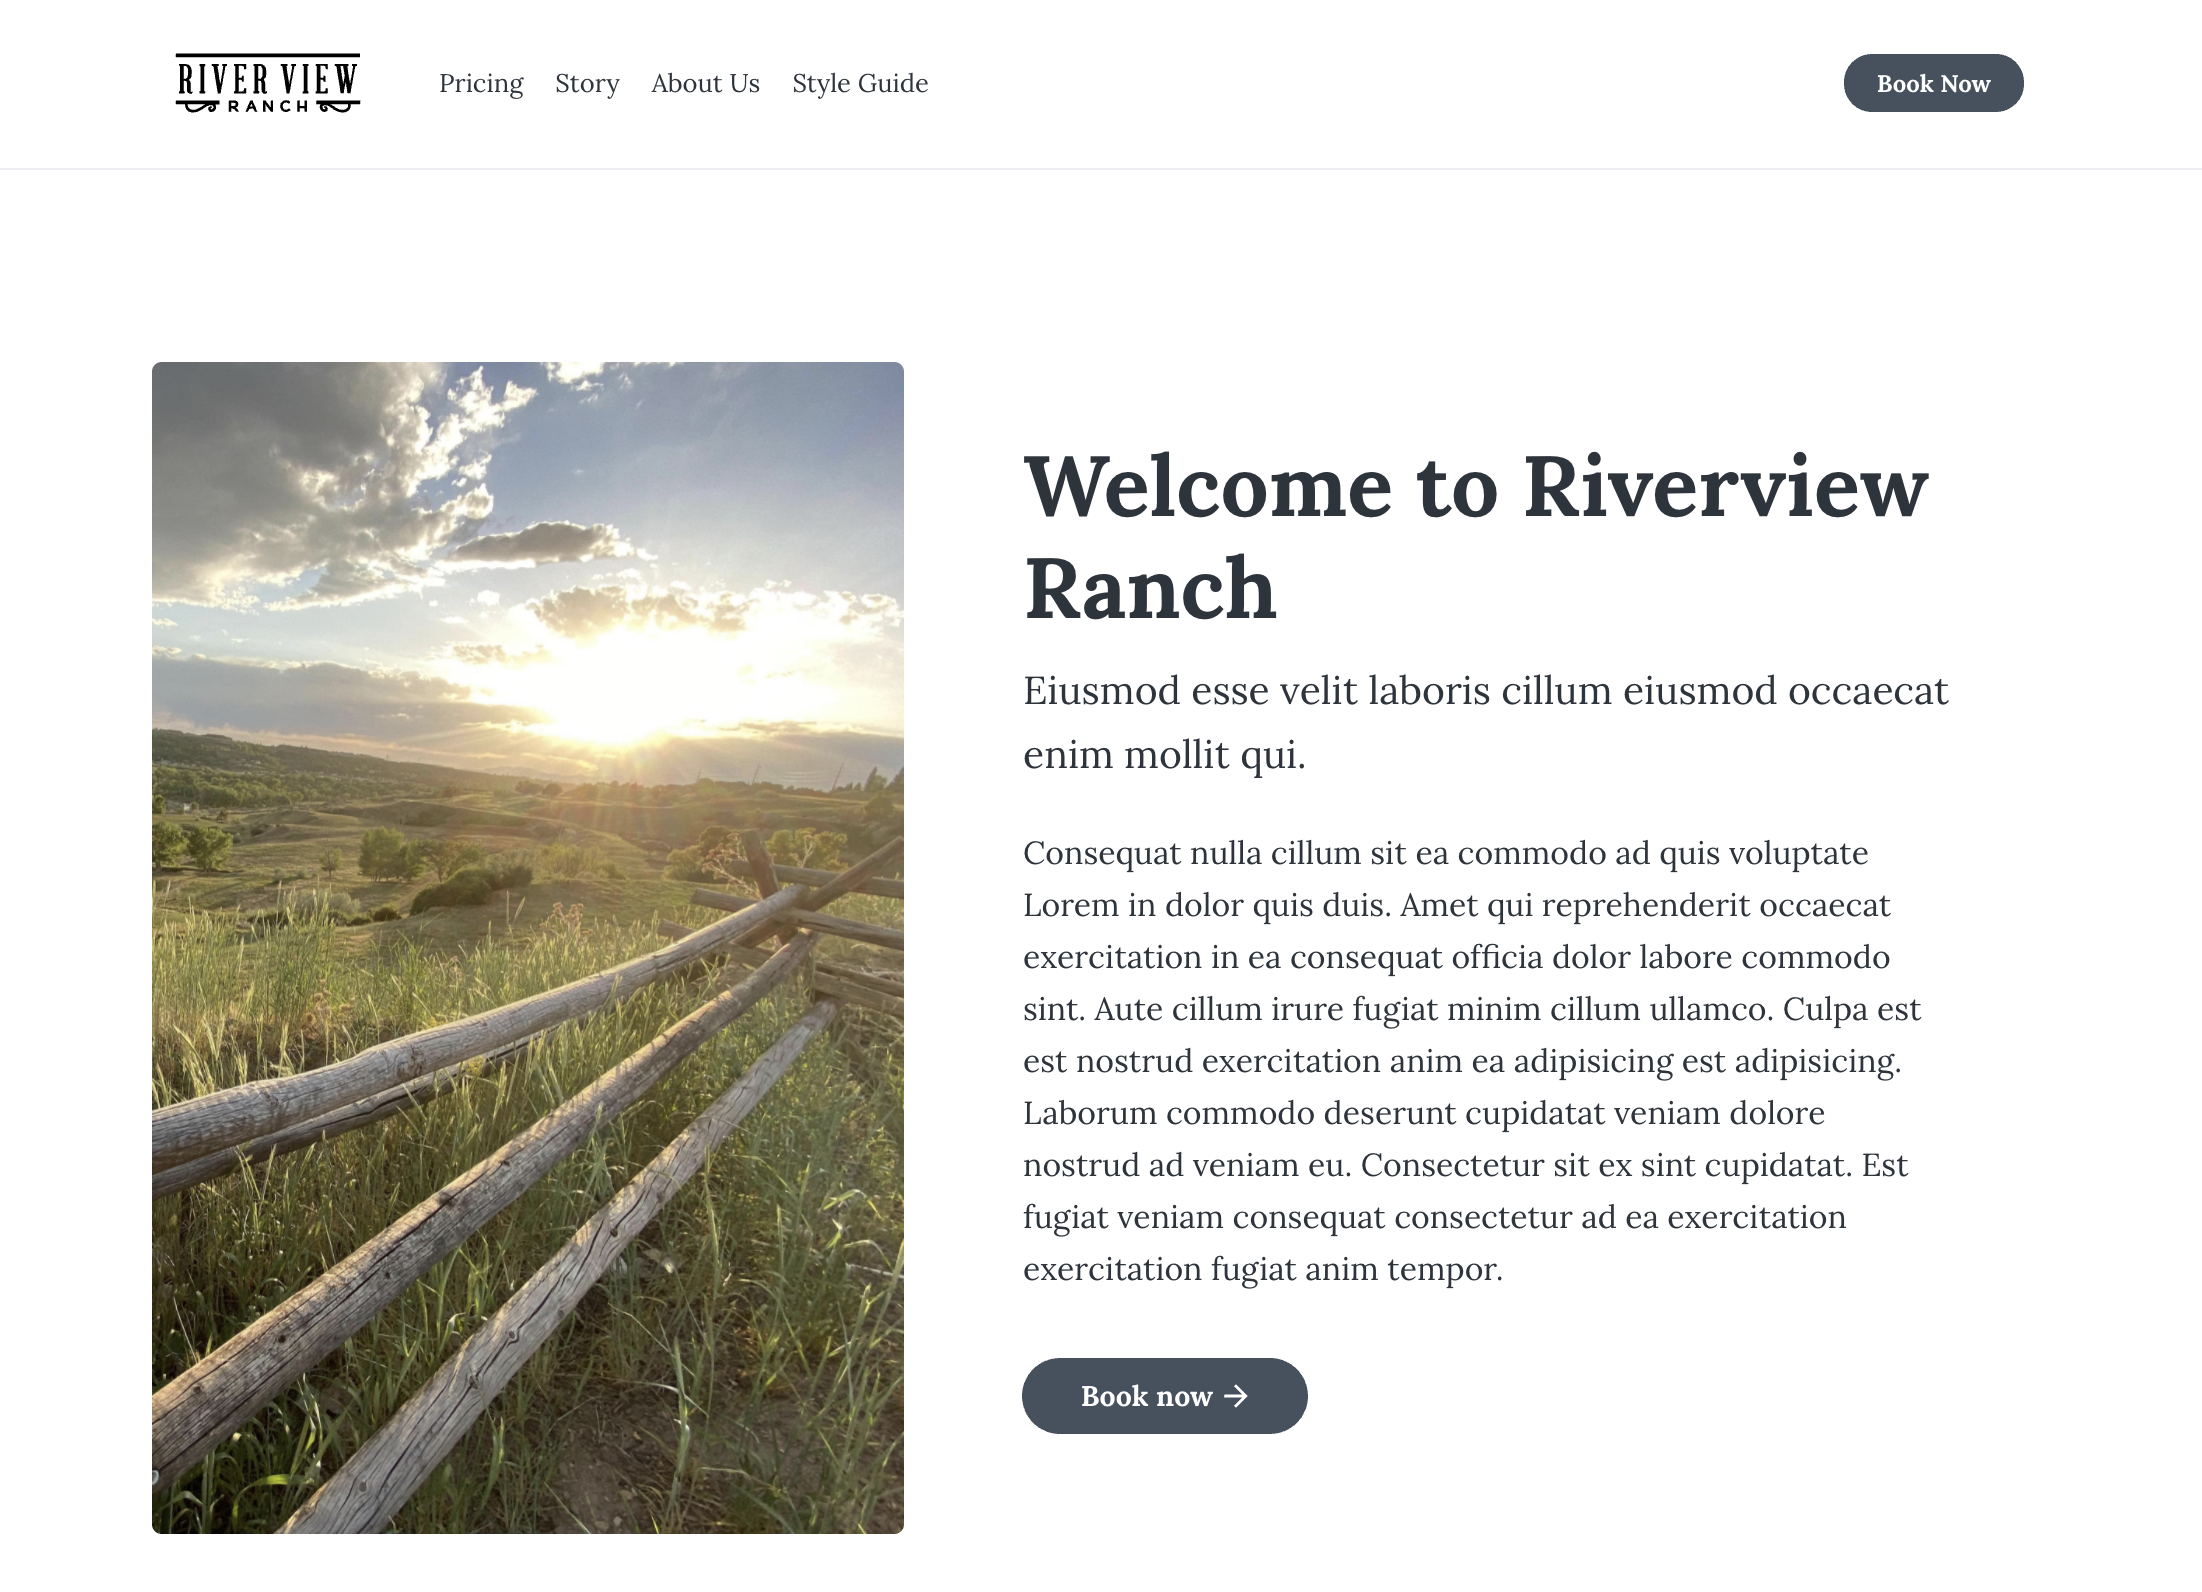 RIVER VIEW
RANCH
Pricing
Story
About Us
Style Guide
Book Now
Welcome to Riverview
Ranch
Eiusmod esse velit laboris cillum eiusmod occaecat
enim mollit qui.
Consequat nulla cillum sit ea commodo ad quis voluptate
Lorem in dolor quis duis. Amet qui reprehenderit occaecat
exercitation in ea consequat officia dolor labore commodo
sint. Aute cillum irure fugiat minim cillum ullamco. Culpa est
est nostrud exercitation anim ea adipisicing est adipisicing.
Laborum commodo deserunt cupidatat veniam dolore
nostrud ad veniam eu. Consectetur sit ex sint cupidatat. Est
fugiat veniam consequat consectetur ad ea exercitation
exercitation fugiat anim tempor.
Book now →